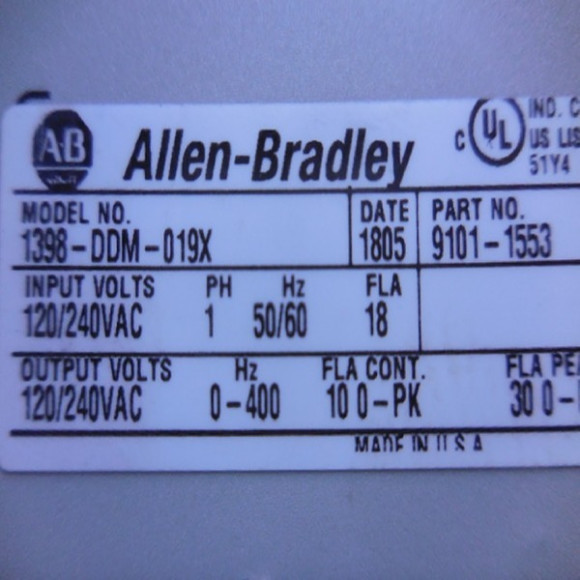 AB
Allen-Bradley
C UL US LIS
IND. C
51Y4
MODEL NO. DATE PART NO.
1398-DDM-019X 1805 9101-1553
INPUT VOLTS PH Hz FLA
120/240VAC 1 50/60 18
OUTPUT VOLTS Hz FLA CONT. FLA PE
120/240VAC 0-400 10 0-PK 30 0-
MADE IN U S A